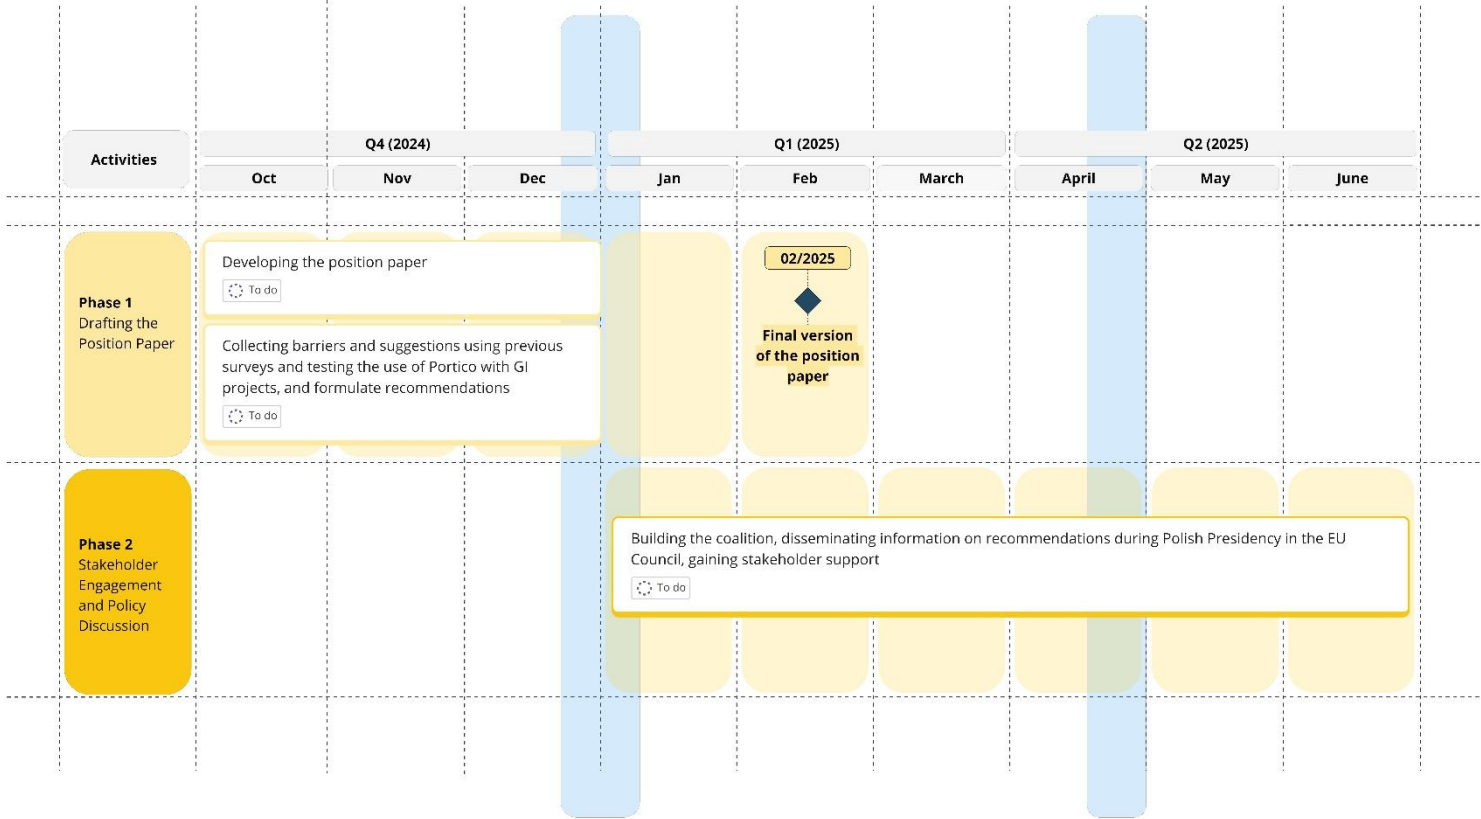 Activities
Q4 (2024)
Q1 (2025)
Q2 (2025)
Oct
Nov
Dec
Jan
Feb
March
April
May
June
Phase 1
Drafting the
Position Paper
Developing the position paper
To do
Collecting barriers and suggestions using previous
surveys and testing the use of Portico with GI
projects, and formulate recommendations
To do
02/2025
Final version
of the position
paper
Phase 2
Stakeholder
Engagement
and Policy
Discussion
Building the coalition, disseminating information on recommendations during Polish Presidency in the EU
Council, gaining stakeholder support
To do